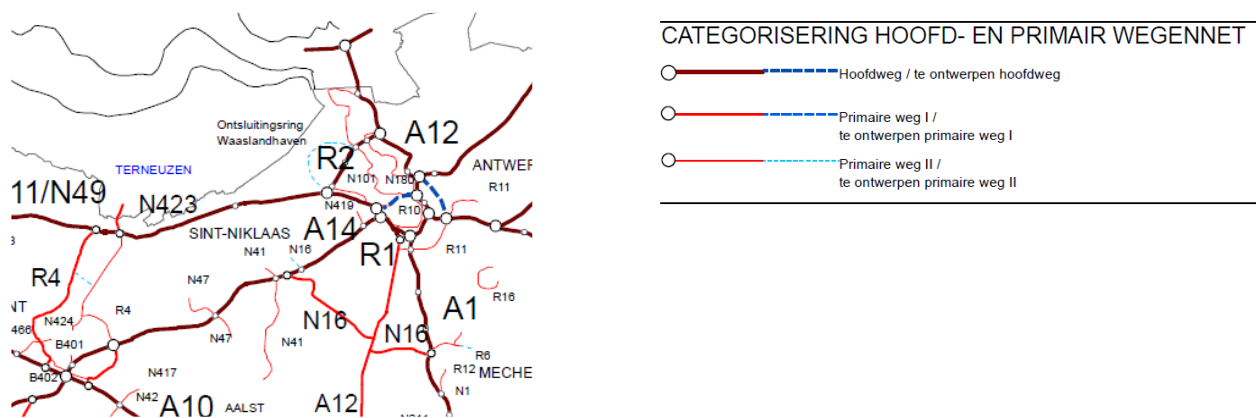 CATEGORISERING HOOFD- EN PRIMAIR WEGENNET
Hoofdweg / te ontwerpen hoofdweg
Primaire weg I /
te ontwerpen primaire weg I
Primaire weg II /
te ontwerpen primaire weg II
Ontsluitingsring
Waaslandhaven
A12
R2
ANTWER
TERNEUZEN
N101
N180
R11
11/N49
N423
N419
R10
SINT-NIKLAAS
A14
N41
N16
R1
R11
R4
N47
R16
NT
N424
R4
N16
A1
466
N47
N41
N16
B401
R6
B402
N417
R12
MECHE
N42
A10
AALST
A12
N1